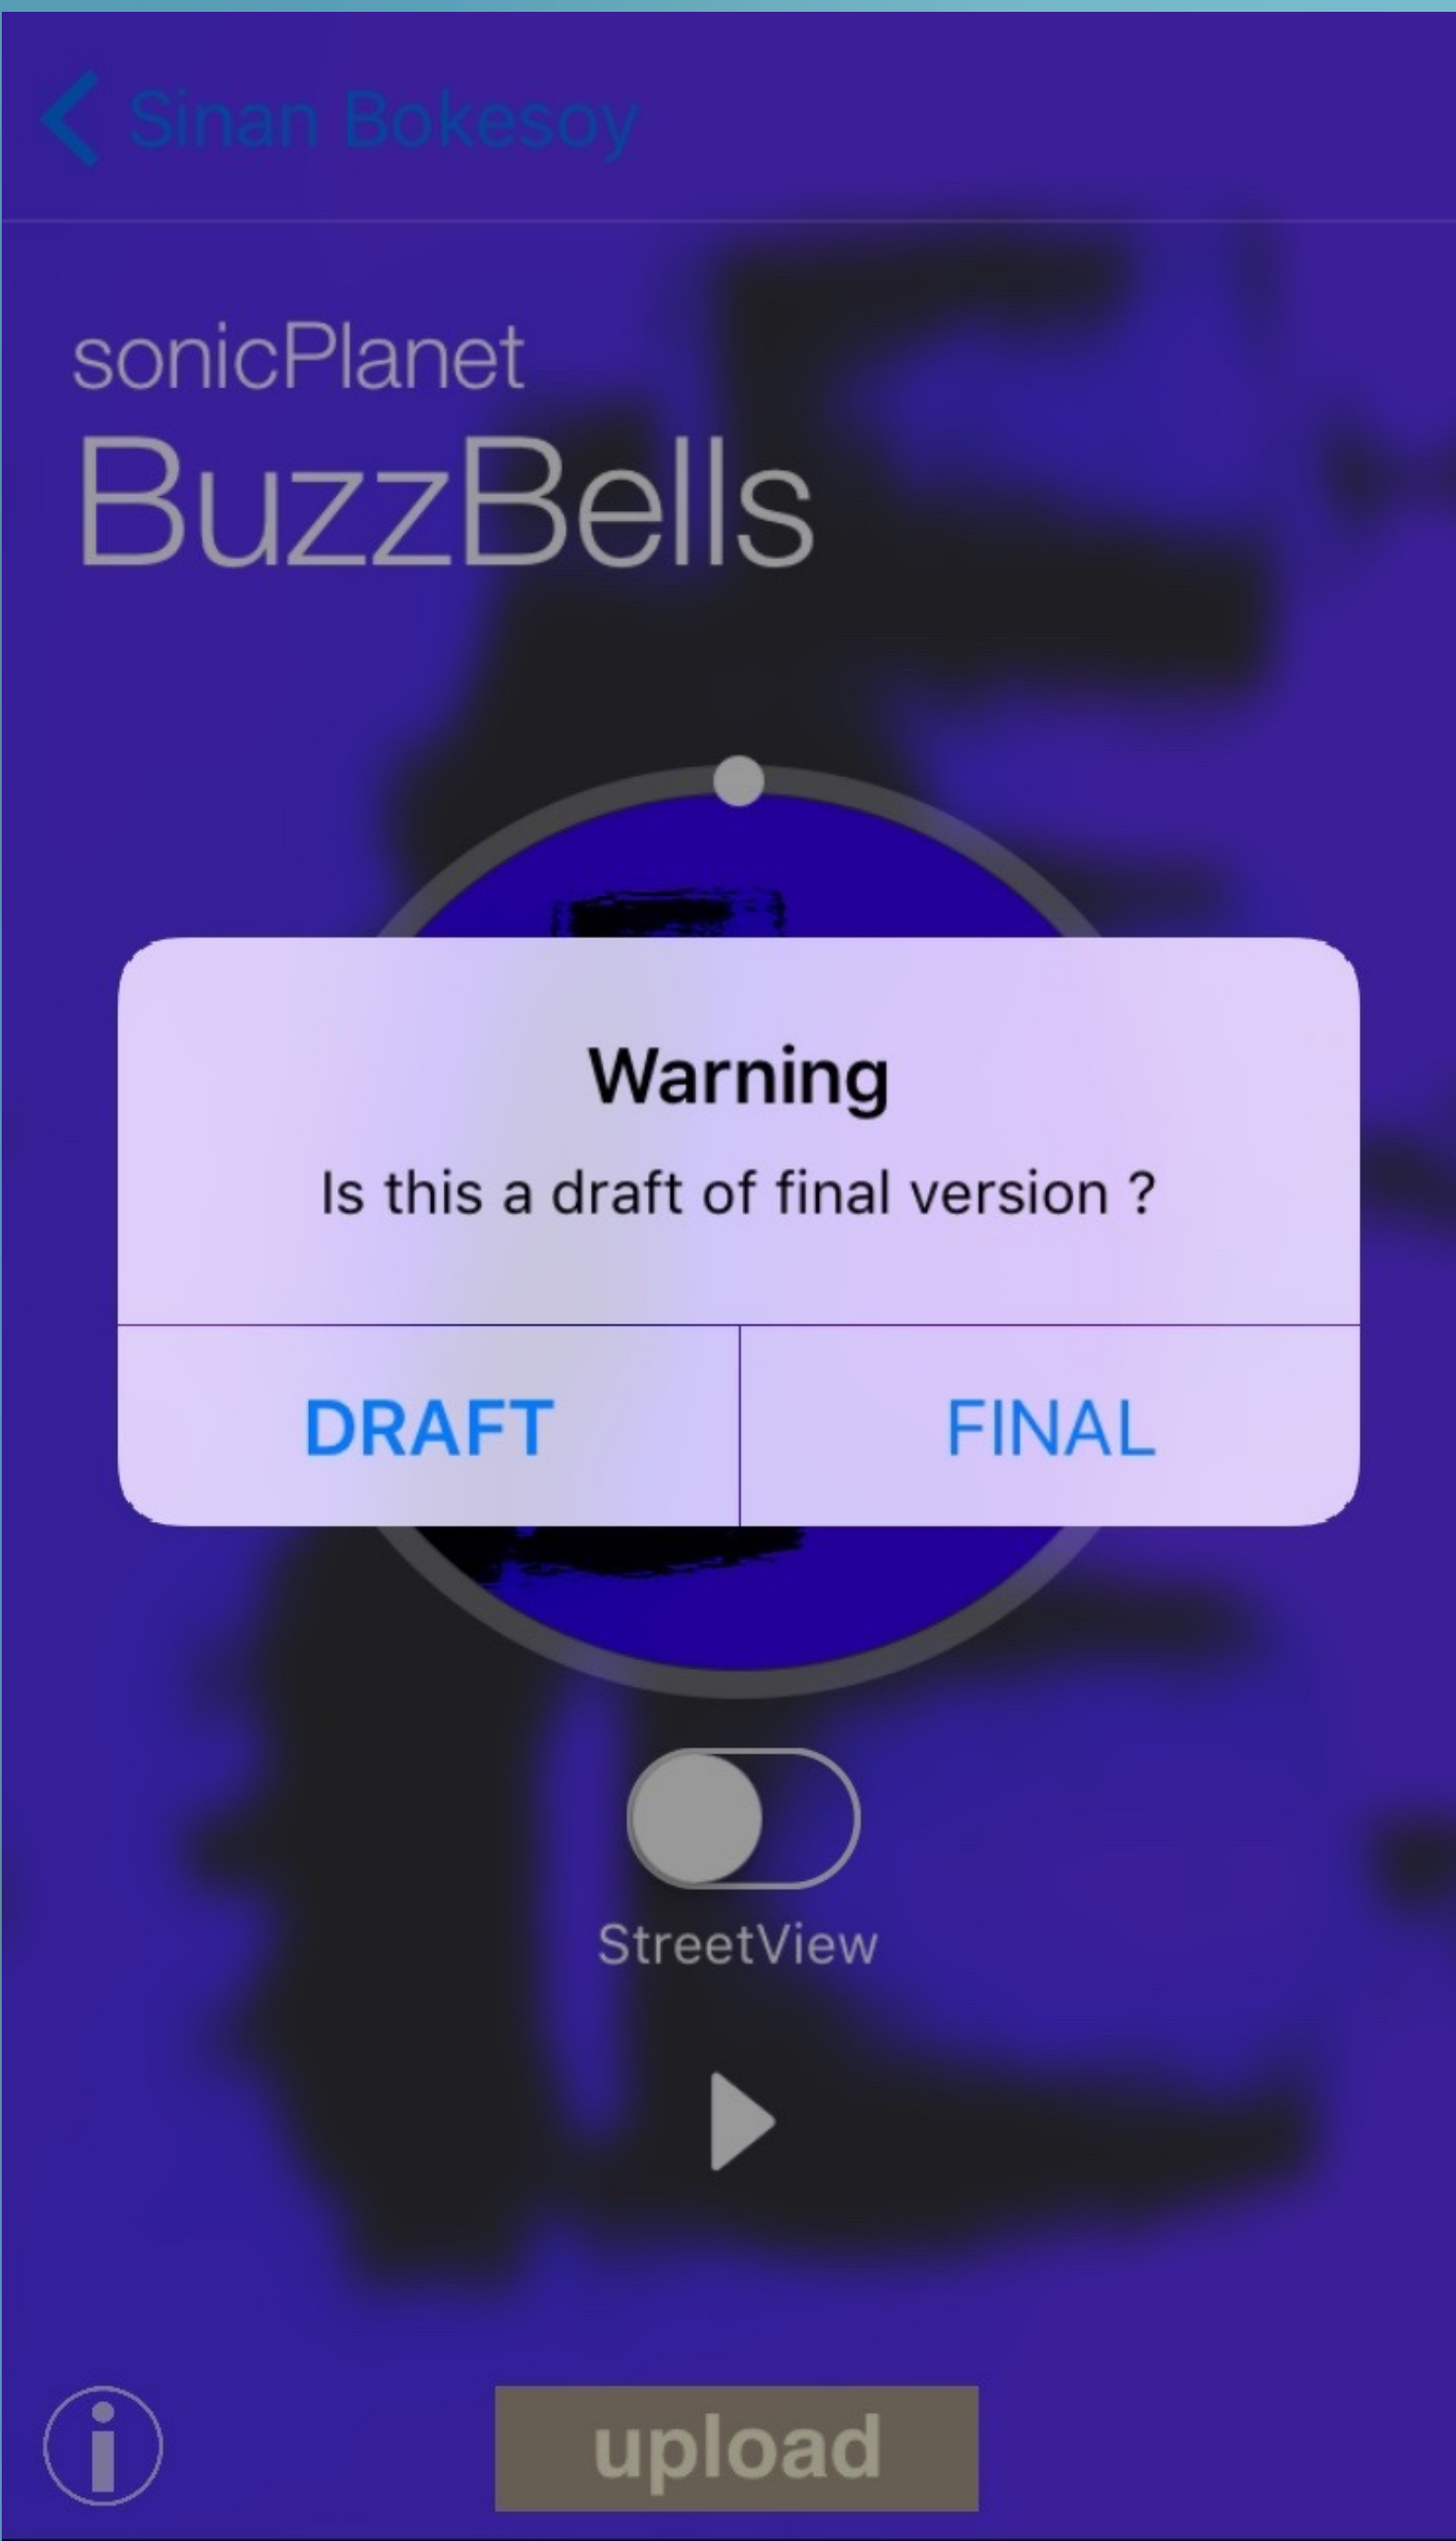 Sinan Bokesoy
sonicPlanet
BuzzBells
Warning
Is this a draft of final version ?
DRAFT
FINAL
StreetView
upload